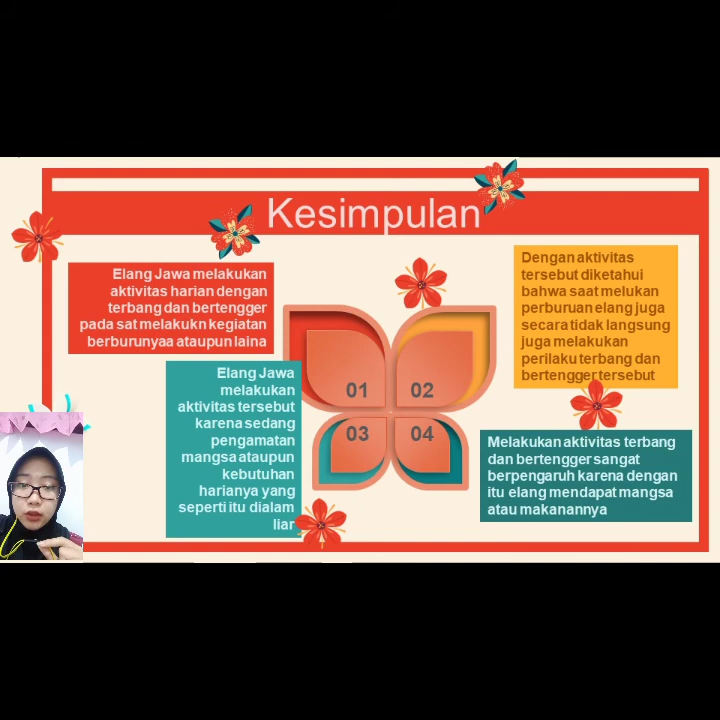 Kesimpulan
Elang Jawa melakukan
aktivitas harian dengan
terbang dan bertengger
pada sat melakukn kegiatan
berburunyaa ataupun laina
Dengan aktivitas
tersebut diketahui
bahwa saat melukan
perburuan elang juga
secara tidak langsung
juga melakukan
perilaku terbang dan
bertengger tersebut
01
02
03
04
Elang Jawa
melakukan
aktivitas tersebut
karena sedang
pengamatan
mangsa ataupun
kebutuhan
harianya yang
seperti itu dialam
liar
Melakukan aktivitas terbang
dan bertengger sangat
berpengaruh karena dengan
itu elang mendapat mangsa
atau makanannya